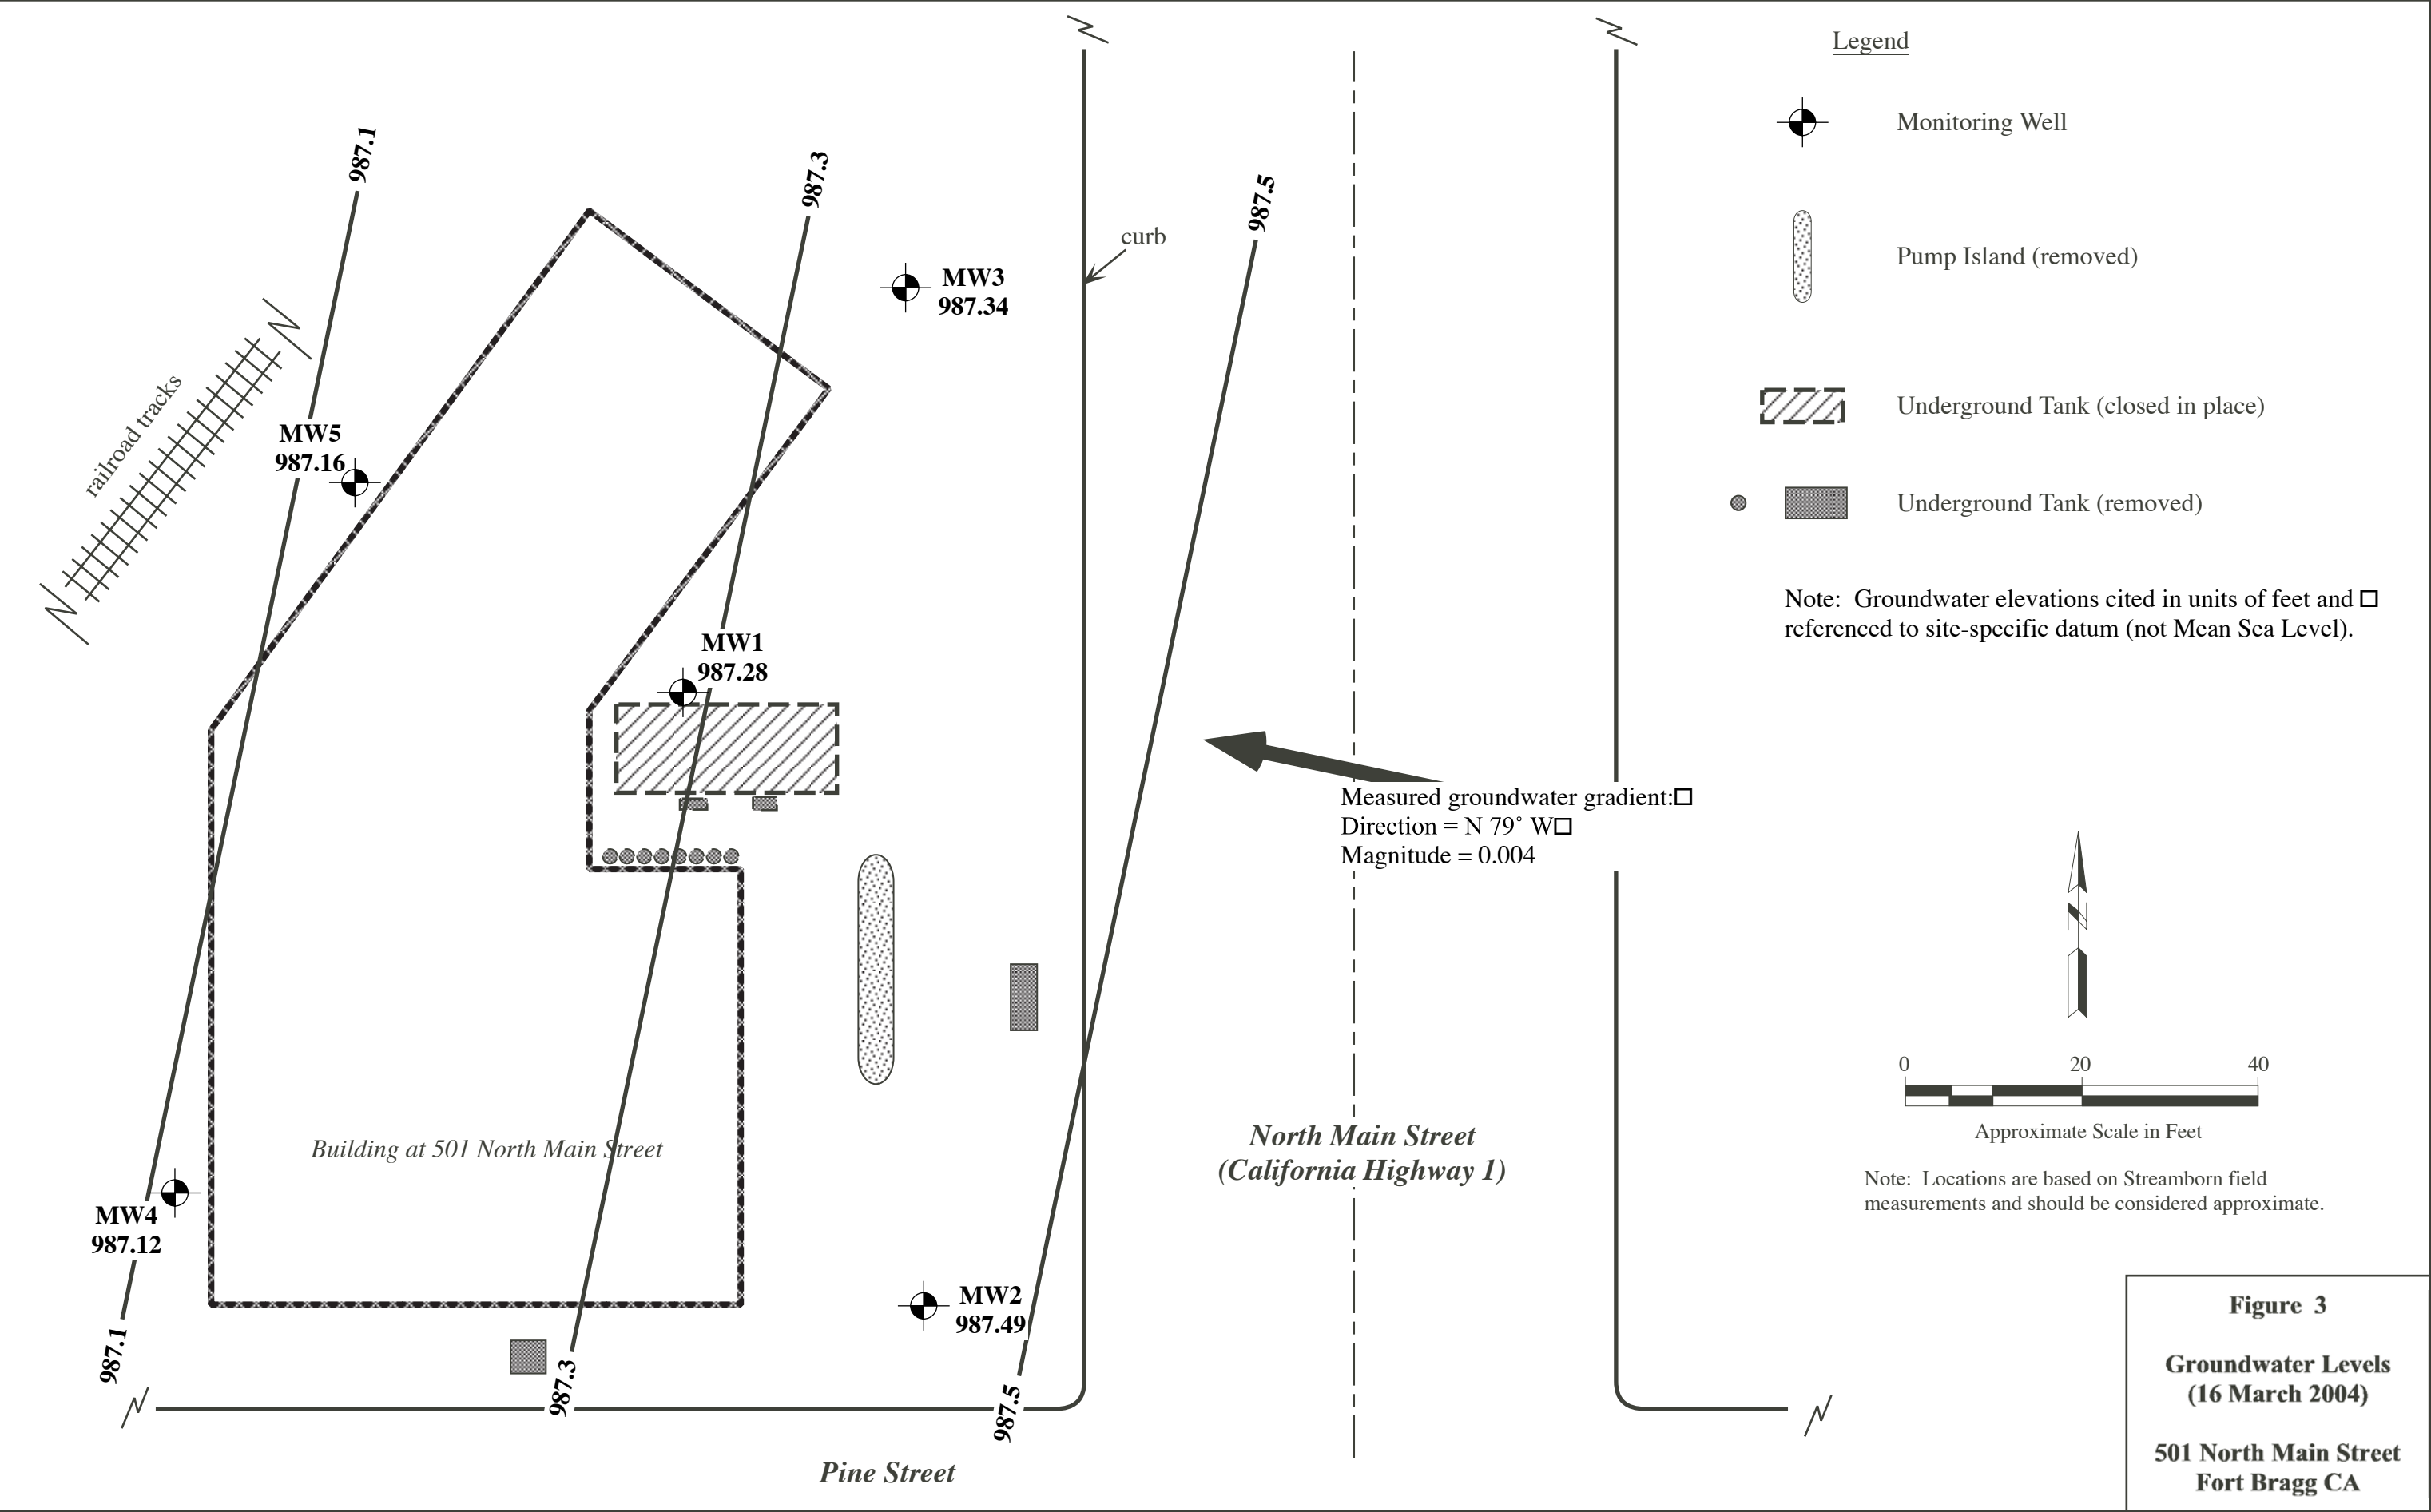 Legend
Monitoring Well
Pump Island (removed)
Underground Tank (closed in place)
Underground Tank (removed)
Note: Groundwater elevations cited in units of feet and □
referenced to site-specific datum (not Mean Sea Level).
987.1
987.3
987.5
curb
MW3
987.34
railroad tracks
MW5
987.16
MW1
987.28
Measured groundwater gradient:□
Direction = N 79° W□
Magnitude = 0.004
N
0 20 40
Approximate Scale in Feet
Note: Locations are based on Streamborn field
measurements and should be considered approximate.
North Main Street
(California Highway 1)
Building at 501 North Main Street
MW4
987.12
MW2
987.49
987.1
987.3
987.5
Pine Street
Figure 3
Groundwater Levels
(16 March 2004)
501 North Main Street
Fort Bragg CA